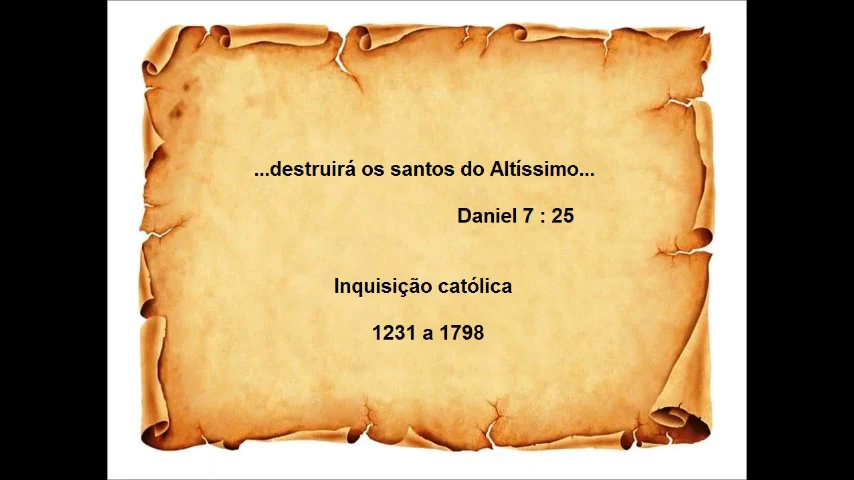 ...destruirá os santos do Altíssimo...
Daniel 7 : 25
Inquisição católica
1231 a 1798